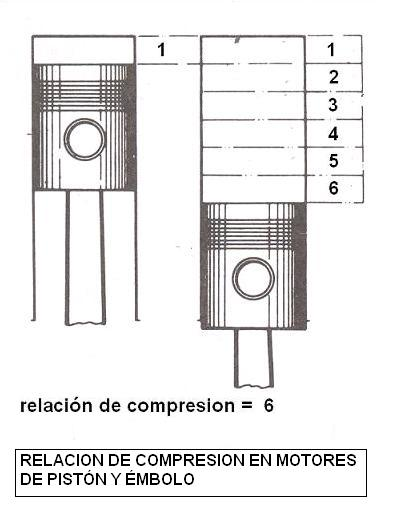 1
1
2
3
4
5
6
relación de compresion = 6
RELACION DE COMPRESION EN MOTORES
DE PISTÓN Y ÉMBOLO